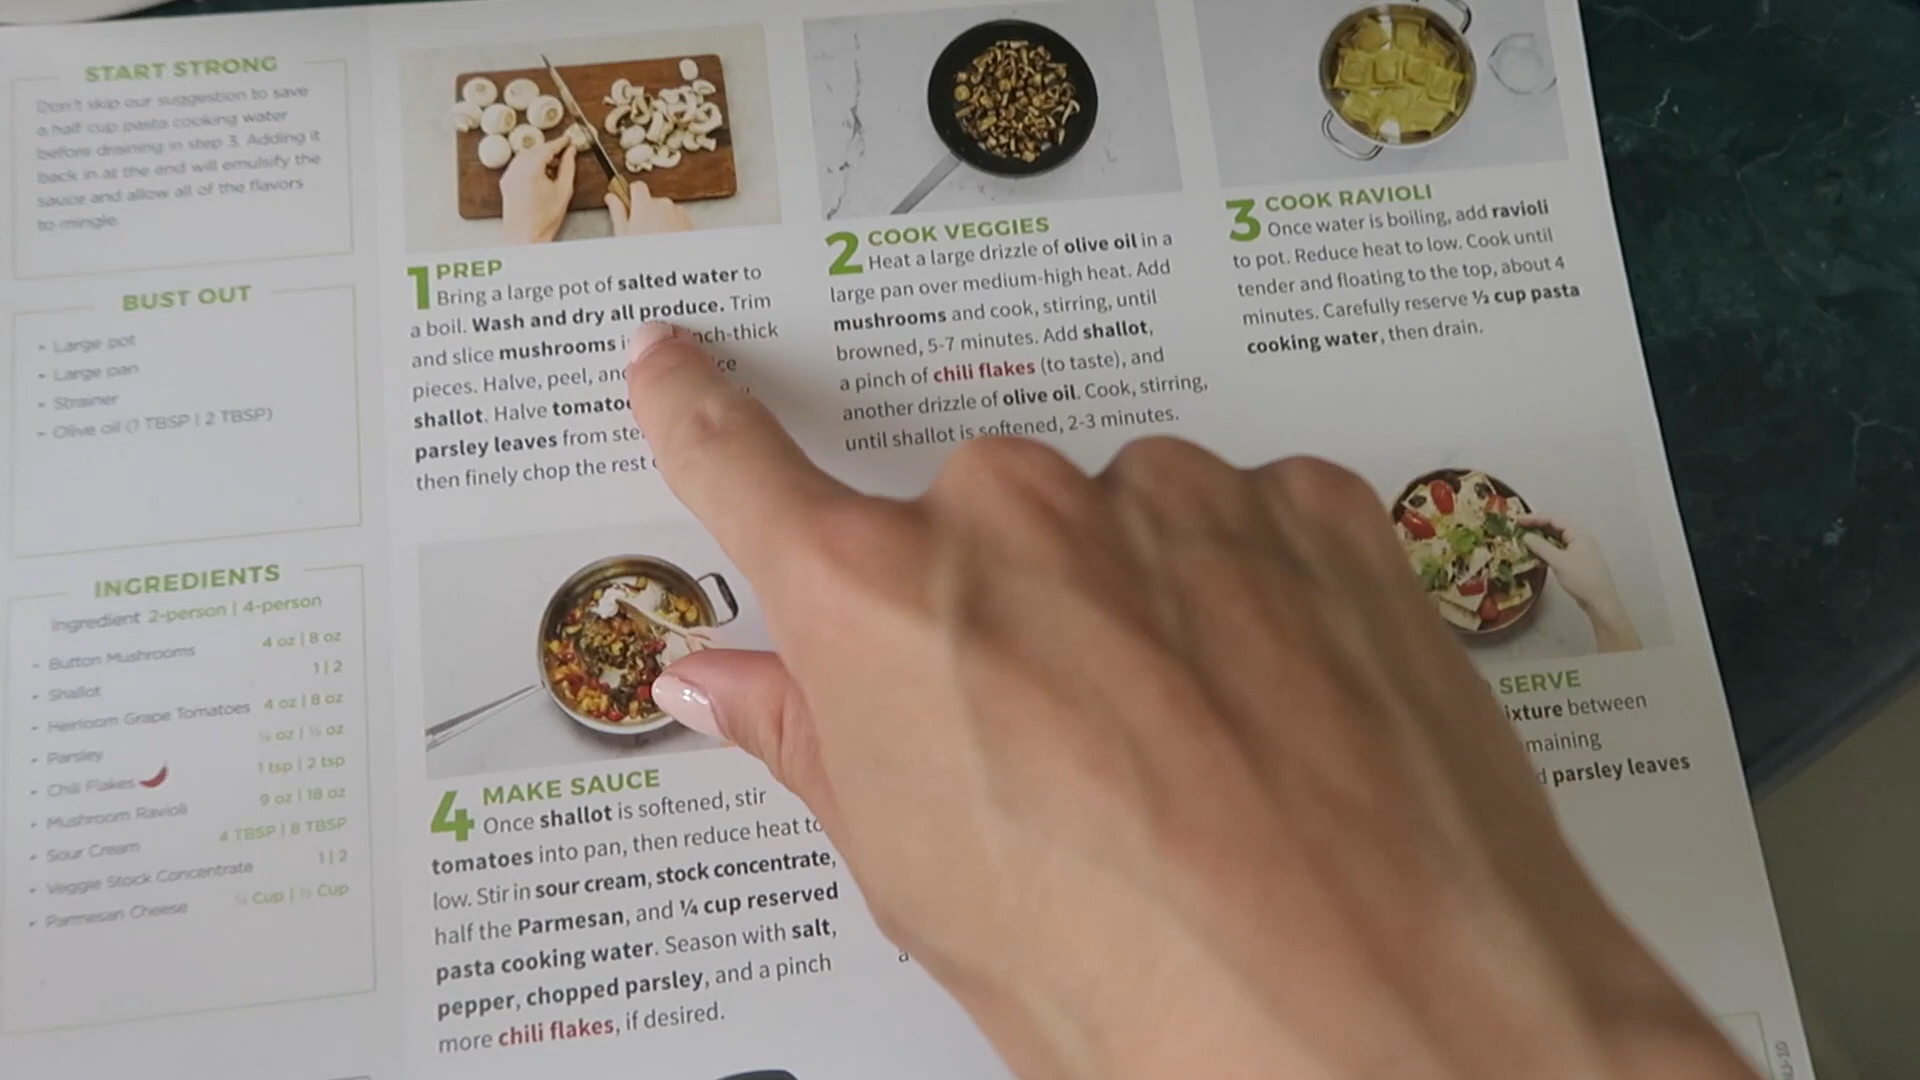 START STRONG
Don't skip our suggestion to save
a half cup pasta cooking water
before draining in step 3. Adding it
back in at the end will emulsify the
sauce and allow all of the flavors
to mingle.
BUST OUT
- Large pot
- Large pan
- Strainer
- Olive oil (1 TBSP | 2 TBSP)
INGREDIENTS
Ingredient 2-person | 4-person
- Button Mushrooms 4 oz | 8 oz
- Shallot 1 | 2
- Heirloom Grape Tomatoes 4 oz | 8 oz
- Parsley ¼ oz | ½ oz
- Chili Flakes 1 tsp | 2 tsp
- Mushroom Ravioli 9 oz | 18 oz
- Sour Cream 4 TBSP | 8 TBSP
- Veggie Stock Concentrate 1 | 2
- Parmesan Cheese ¼ Cup | ½ Cup
1 PREP
Bring a large pot of salted water to
a boil. Wash and dry all produce. Trim
and slice mushrooms nch-thick
pieces. Halve, peel, and
shallot. Halve
parsley leaves from
then finely chop the rest
2 COOK VEGGIES
Heat a large drizzle of olive oil in a
large pan over medium-high heat. Add
mushrooms and cook, stirring, until
browned, 5-7 minutes. Add shallot,
a pinch of chili flakes (to taste), and
another drizzle of olive oil. Cook, stirring,
until shallot is softened, 2-3 minutes.
3 COOK RAVIOLI
Once water is boiling, add ravioli
to pot. Reduce heat to low. Cook until
tender and floating to the top, about 4
minutes. Carefully reserve ½ cup pasta
cooking water, then drain.
4 MAKE SAUCE
Once shallot is softened, stir
tomatoes into pan, then reduce heat to
low. Stir in sour cream, stock concentrate,
half the Parmesan, and ¼ cup reserved
pasta cooking water. Season with salt,
pepper, chopped parsley, and a pinch
more chili flakes, if desired.
SERVE
ixture between
maining
parsley leaves